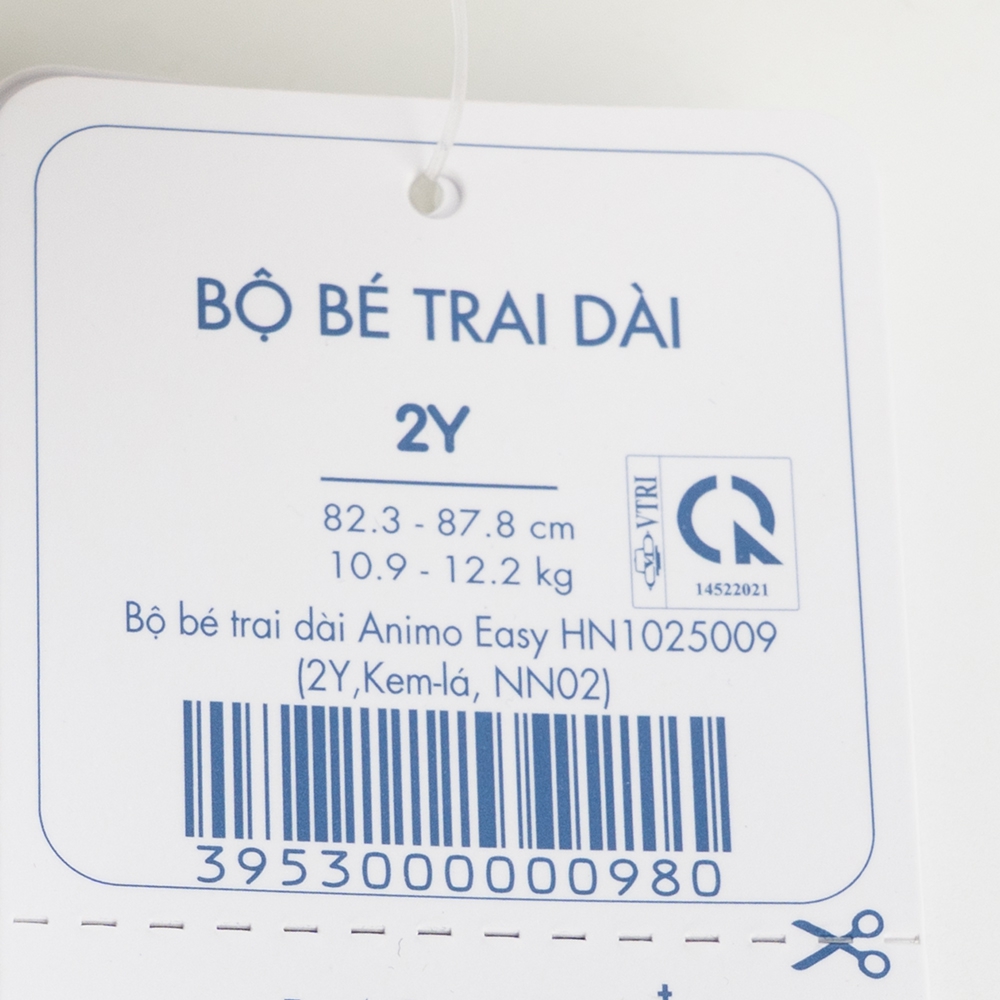 BỘ BÉ TRAI DÀI
2Y
82.3 - 87.8 cm
10.9 - 12.2 kg
VTRI
14522021
Bộ bé trai dài Animo Easy HN1025009
(2Y,Kem-lá, NN02)
3953000000980